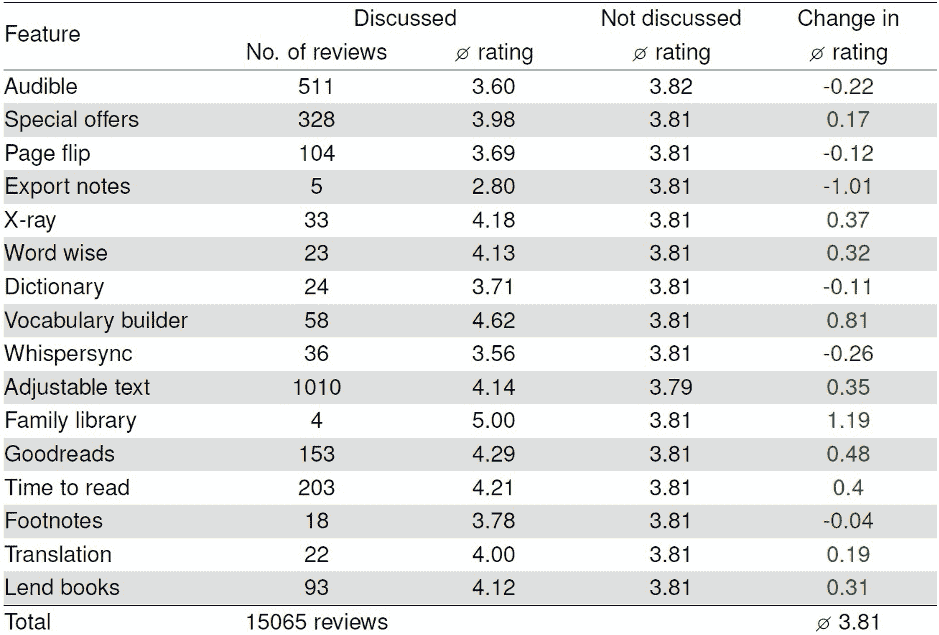 Feature Discussed Not discussed Change in
No. of reviews ⌀ rating ⌀ rating ⌀ rating
Audible 511 3.60 3.82 -0.22
Special offers 328 3.98 3.81 0.17
Page flip 104 3.69 3.81 -0.12
Export notes 5 2.80 3.81 -1.01
X-ray 33 4.18 3.81 0.37
Word wise 23 4.13 3.81 0.32
Dictionary 24 3.71 3.81 -0.11
Vocabulary builder 58 4.62 3.81 0.81
Whispersync 36 3.56 3.81 -0.26
Adjustable text 1010 4.14 3.79 0.35
Family library 4 5.00 3.81 1.19
Goodreads 153 4.29 3.81 0.48
Time to read 203 4.21 3.81 0.4
Footnotes 18 3.78 3.81 -0.04
Translation 22 4.00 3.81 0.19
Lend books 93 4.12 3.81 0.31
Total 15065 reviews ⌀ 3.81